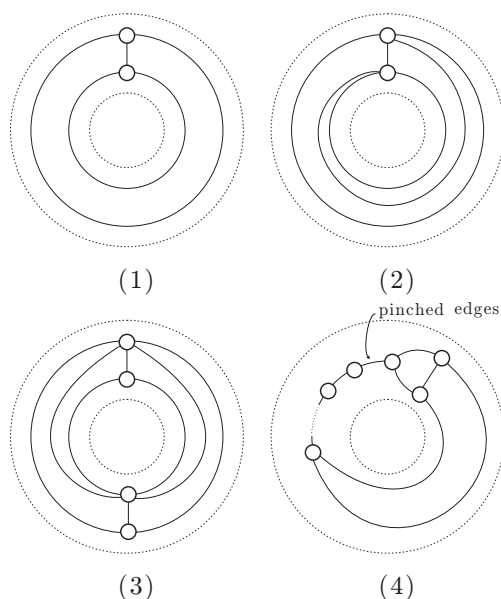 (1)
(2)
pinched edges
(3)
(4)